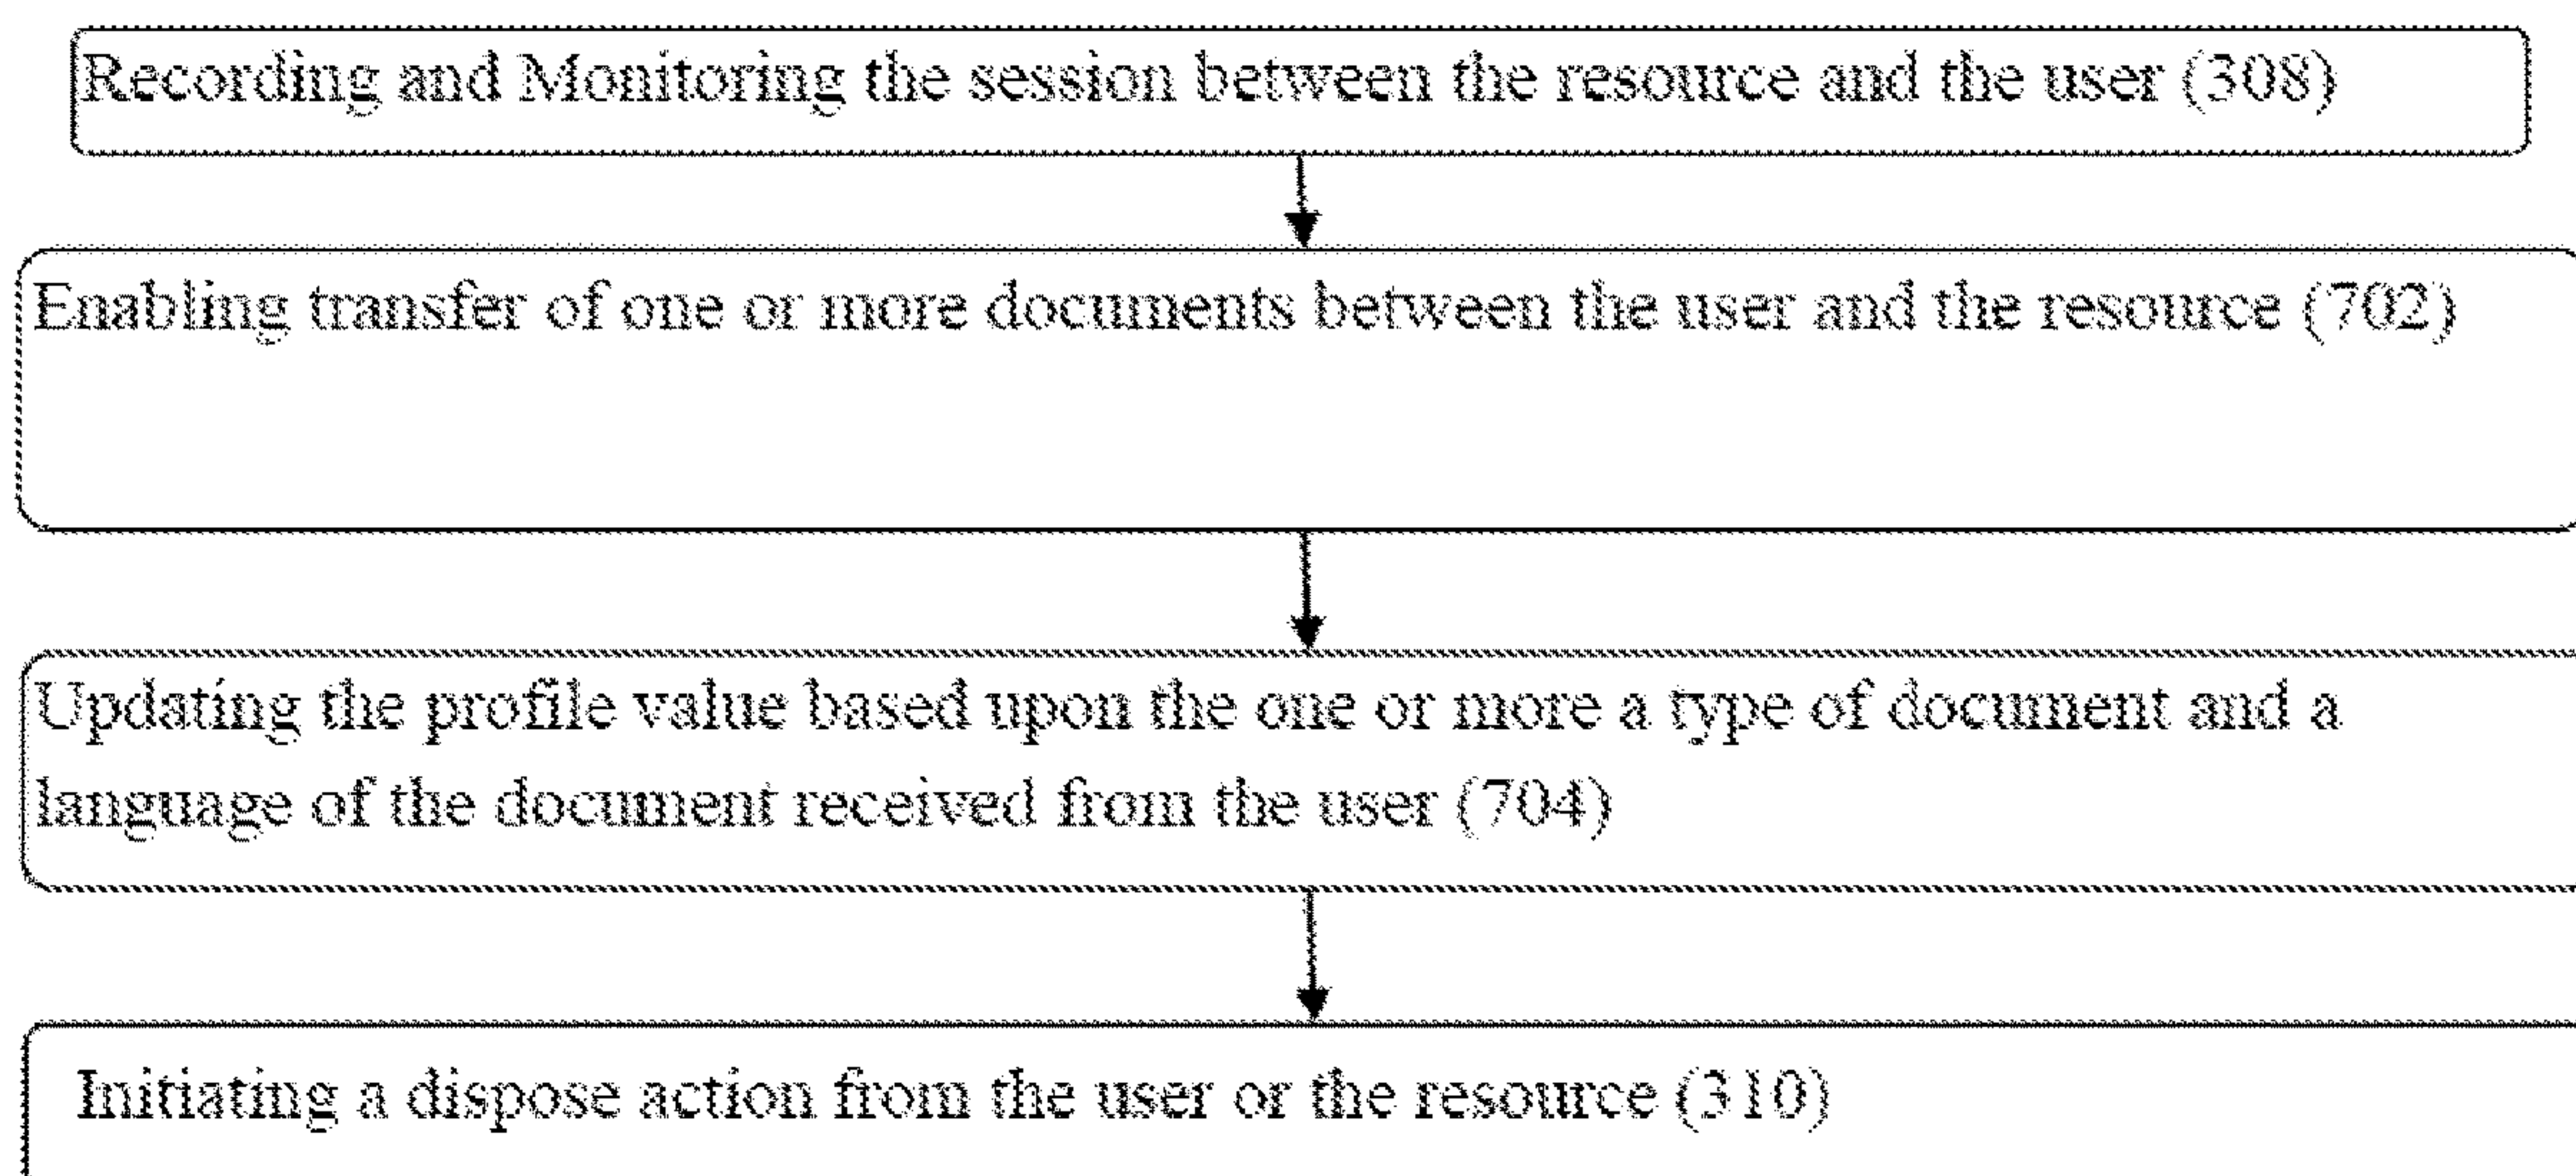 Recording and Monitoring the session between the resource and the user (308)
Enabling transfer of one or more documents between the user and the resource (702)
Updating the profile value based upon the one or more a type of document and a
language of the document received from the user (704)
Initiating a dispose action from the user or the resource (310)